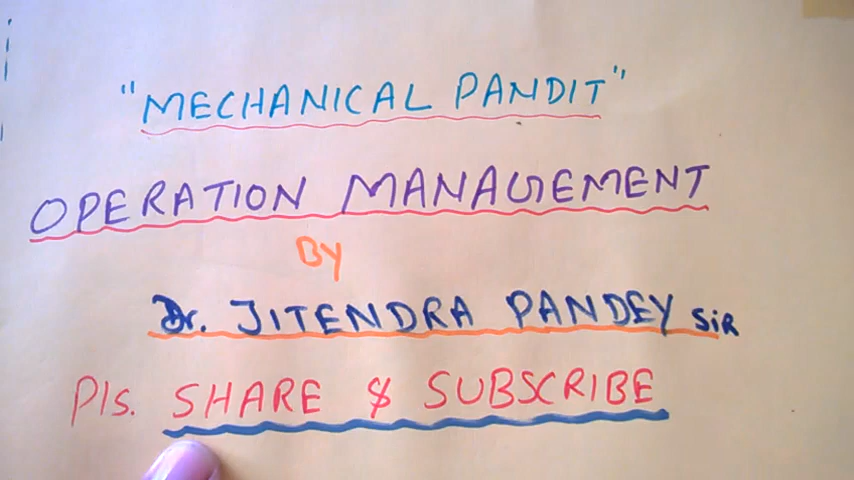 "MECHANICAL PANDIT"
OPERATION MANAGEMENT
BY
Dr. JITENDRA PANDEY SiR
Pls. SHARE & SUBSCRIBE